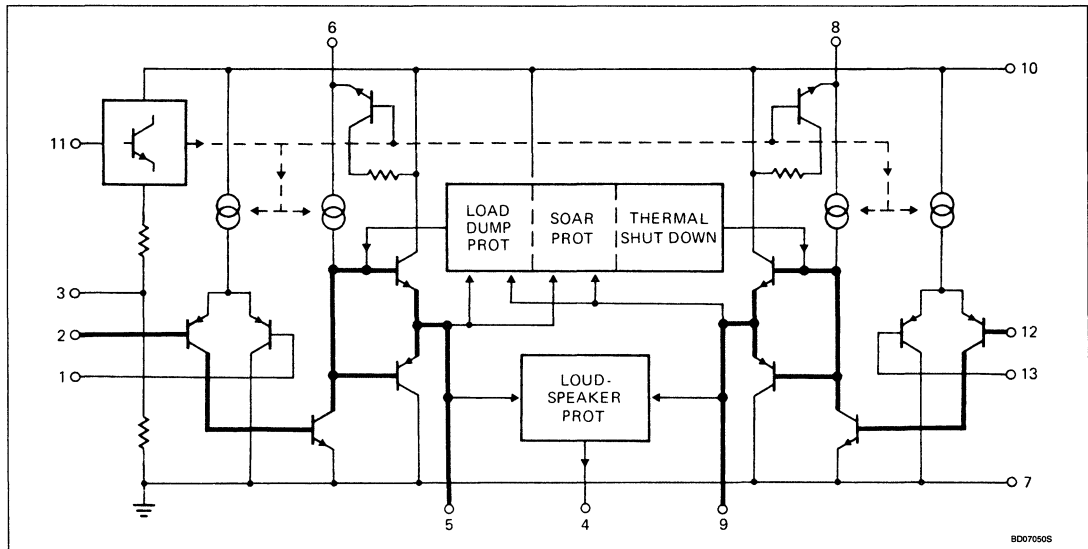 6
8
10
11
LOAD
DUMP
PROT
SOAR
PROT
THERMAL
SHUT DOWN
3
2
12
1
13
LOUD-
SPEAKER
PROT
7
5
4
9
BD07050S